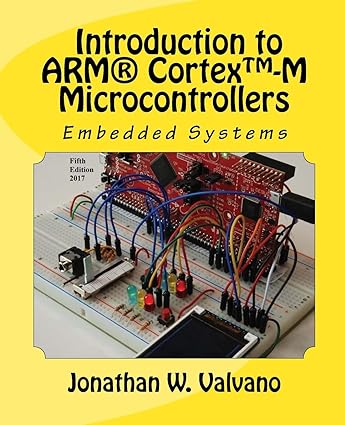 Introduction to
ARM® Cortex™-M
Microcontrollers
Embedded Systems
Fifth
Edition
2017
Jonathan W. Valvano